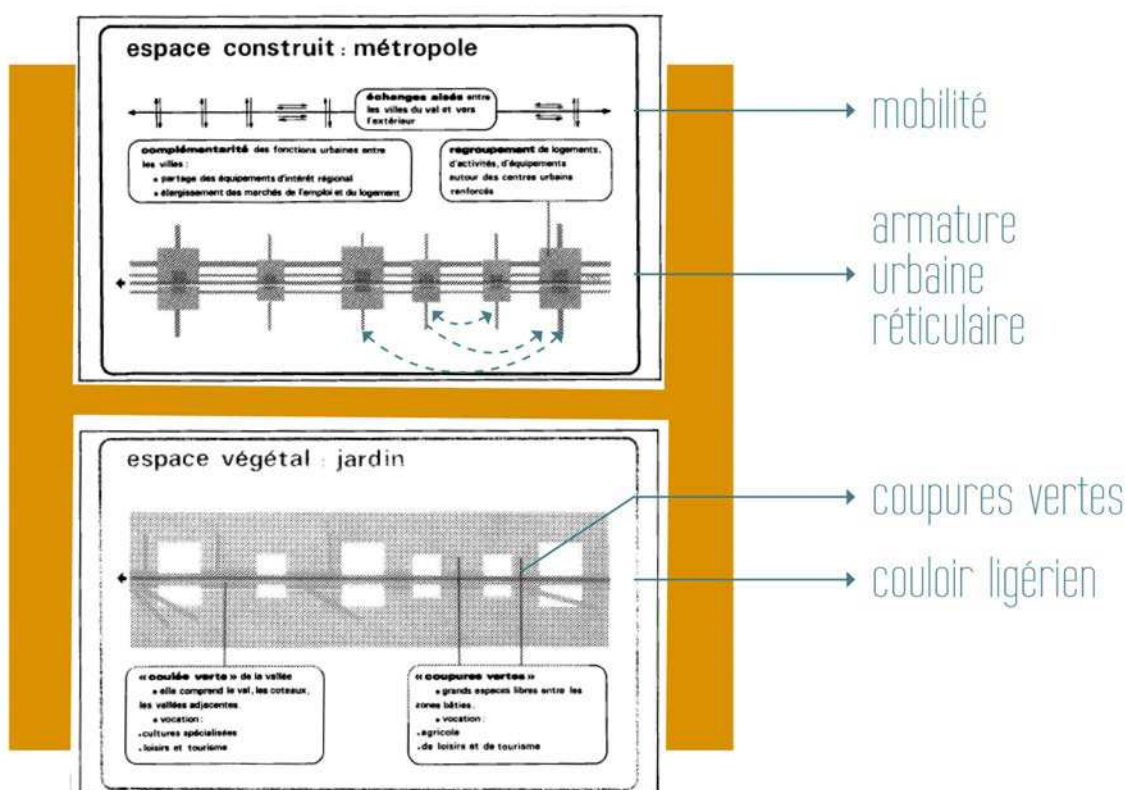 espace construit : métropole
échanges aisés entre
les villes du val et vers
l'extérieur
complémentarité des fonctions urbaines entre
les villes :
• partage des équipements d'intérêt régional
• élargissement des marchés de l'emploi et du logement
regroupement de logements,
d'activités, d'équipements
autour des centres urbains
renforcés
mobilité
armature
urbaine
réticulaire
espace végétal : jardin
« coulée verte » de la vallée
• elle comprend le val, les coteaux,
les vallées adjacentes.
• vocation :
. cultures spécialisées
. loisirs et tourisme
« coupures vertes »
• grands espaces libres entre les
zones bâties.
• vocation :
. agricole
. de loisirs et de tourisme
coupures vertes
couloir ligérien